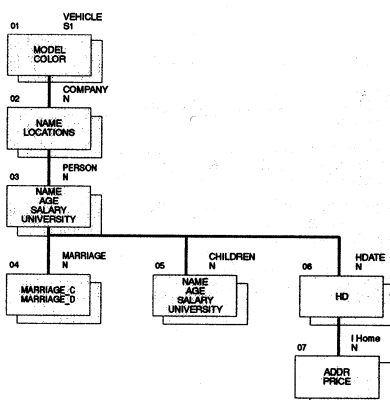 VEHICLE
01 S1
MODEL
COLOR
COMPANY
02 N
NAME
LOCATIONS
PERSON
03 N
NAME
AGE
SALARY
UNIVERSITY
MARRIAGE
04 N
MARRIAGE_C
MARRIAGE_D
CHILDREN
05 N
NAME
AGE
SALARY
UNIVERSITY
HDATE
06 N
HD
I Home
07 N
ADDR
PRICE